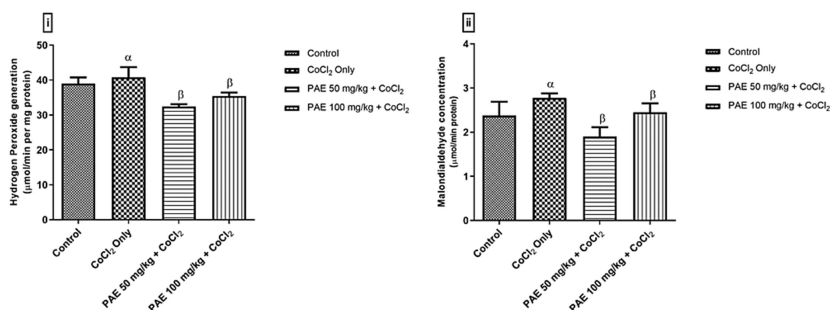 i
Hydrogen Peroxide generation
(μmol/min per mg protein)
50
40
30
20
10
0
α
β
β
Control
CoCl₂ Only
PAE 50 mg/kg + CoCl₂
PAE 100 mg/kg + CoCl₂
Control
CoCl₂ Only
PAE 50 mg/kg + CoCl₂
PAE 100 mg/kg + CoCl₂
ii
Malondialdehyde concentration
(μmol/min protein)
4
3
2
1
0
α
β
β
Control
CoCl₂ Only
PAE 50 mg/kg + CoCl₂
PAE 100 mg/kg + CoCl₂
Control
CoCl₂ Only
PAE 50 mg/kg + CoCl₂
PAE 100 mg/kg + CoCl₂